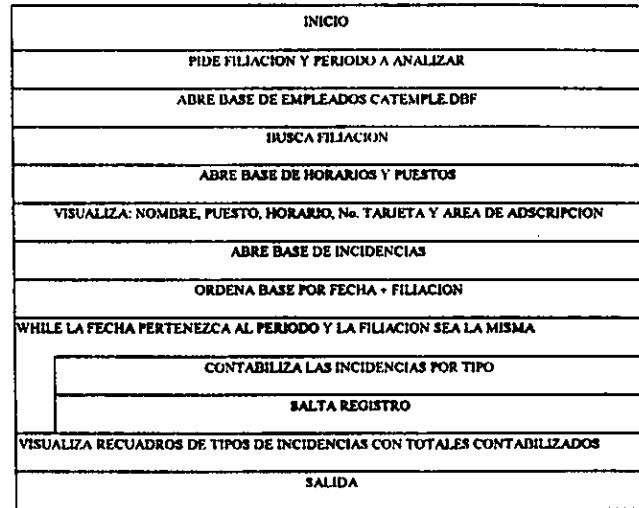 INICIO
PIDE FILIACION Y PERIODO A ANALIZAR
ABRE BASE DE EMPLEADOS CATEMPLE.DBF
BUSCA FILIACION
ABRE BASE DE HORARIOS Y PUESTOS
VISUALIZA: NOMBRE, PUESTO, HORARIO, No. TARJETA Y AREA DE ADSCRIPCION
ABRE BASE DE INCIDENCIAS
ORDENA BASE POR FECHA + FILIACION
WHILE LA FECHA PERTENEZCA AL PERIODO Y LA FILIACION SEA LA MISMA
CONTABILIZA LAS INCIDENCIAS POR TIPO
SALTA REGISTRO
VISUALIZA RECUADROS DE TIPOS DE INCIDENCIAS CON TOTALES CONTABILIZADOS
SALIDA